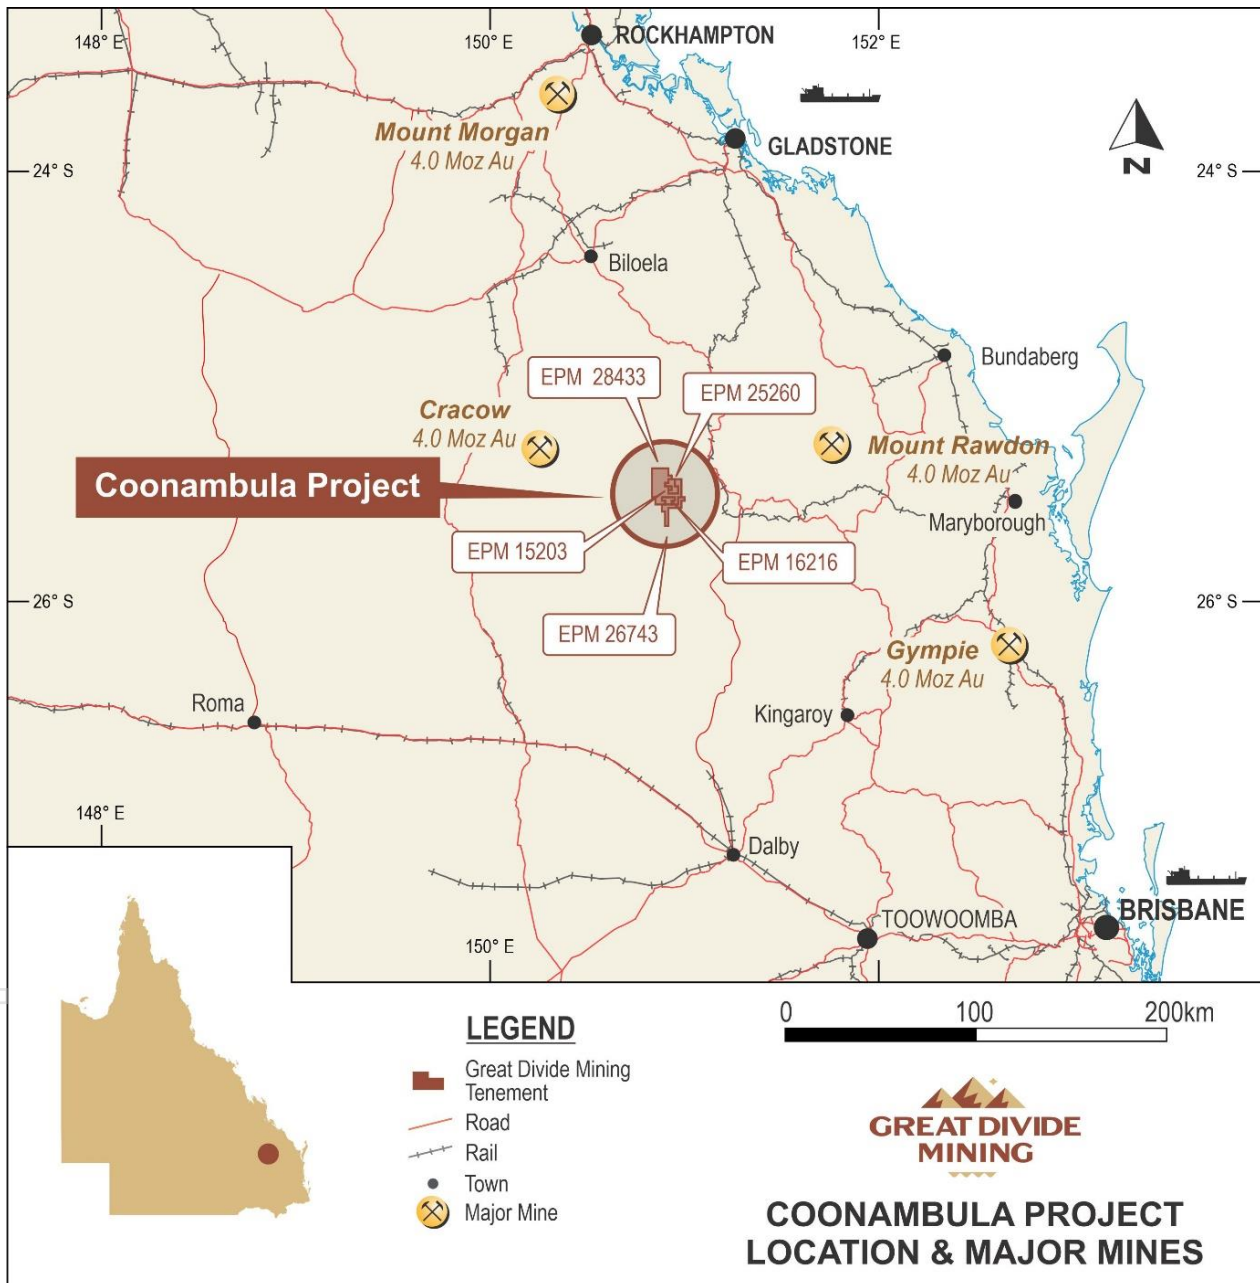 148° E
150° E
152° E
ROCKHAMPTON
Mount Morgan
4.0 Moz Au
GLADSTONE
N
24° S
24° S
Biloela
Bundaberg
EPM 28433
EPM 25260
Cracow
4.0 Moz Au
Mount Rawdon
4.0 Moz Au
Coonambula Project
Maryborough
EPM 15203
EPM 16216
26° S
26° S
EPM 26743
Gympie
4.0 Moz Au
Roma
Kingaroy
148° E
Dalby
TOOWOOMBA
BRISBANE
150° E
LEGEND
Great Divide Mining
Tenement
Road
Rail
Town
Major Mine
0
100
200km
GREAT DIVIDE
MINING
COONAMBULA PROJECT
LOCATION & MAJOR MINES